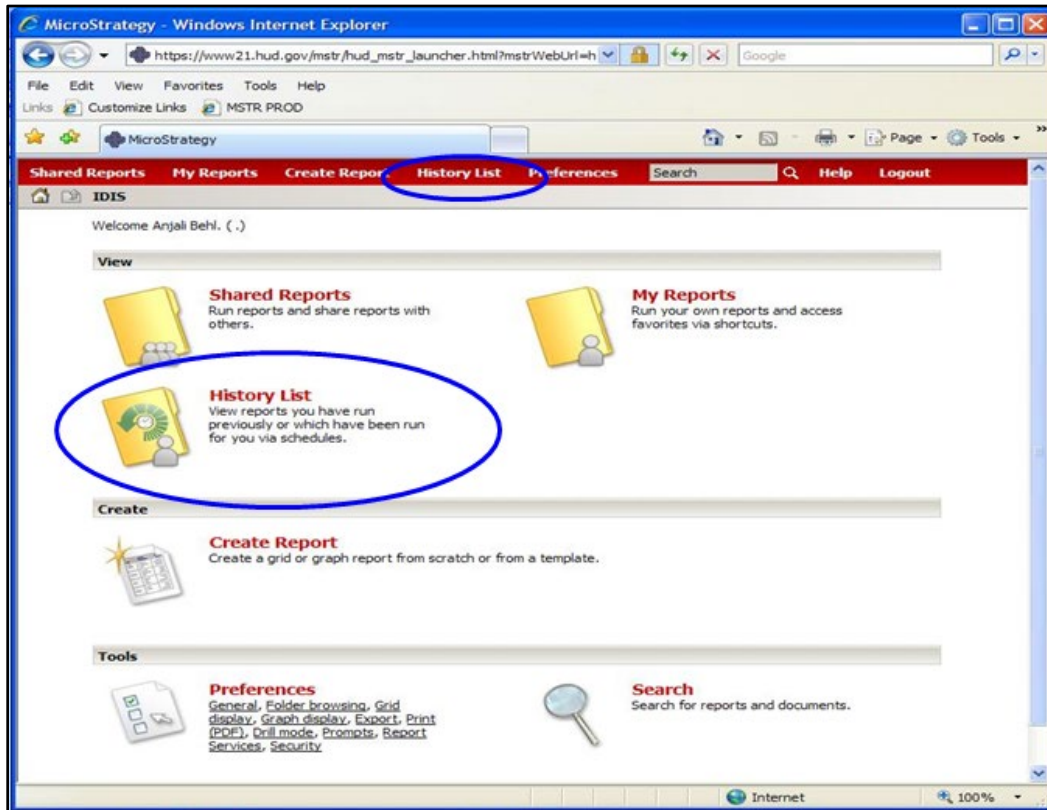 MicroStrategy - Windows Internet Explorer
https://www21.hud.gov/mstr/hud_mstr_launcher.html?mstrWebUrl=h
Google
File Edit View Favorites Tools Help
Links Customize Links MSTR PROD
MicroStrategy
Page Tools
Shared Reports My Reports Create Report History List Preferences Search Help Logout
IDIS
Welcome Anjali Behl. ( .)
View
Shared Reports
Run reports and share reports with
others.
My Reports
Run your own reports and access
favorites via shortcuts.
History List
View reports you have run
previously or which have been run
for you via schedules.
Create
Create Report
Create a grid or graph report from scratch or from a template.
Tools
Preferences
General, Folder browsing, Grid
display, Graph display, Export, Print
(PDF), Drill mode, Prompts, Report
Services, Security
Search
Search for reports and documents.
Internet 100%